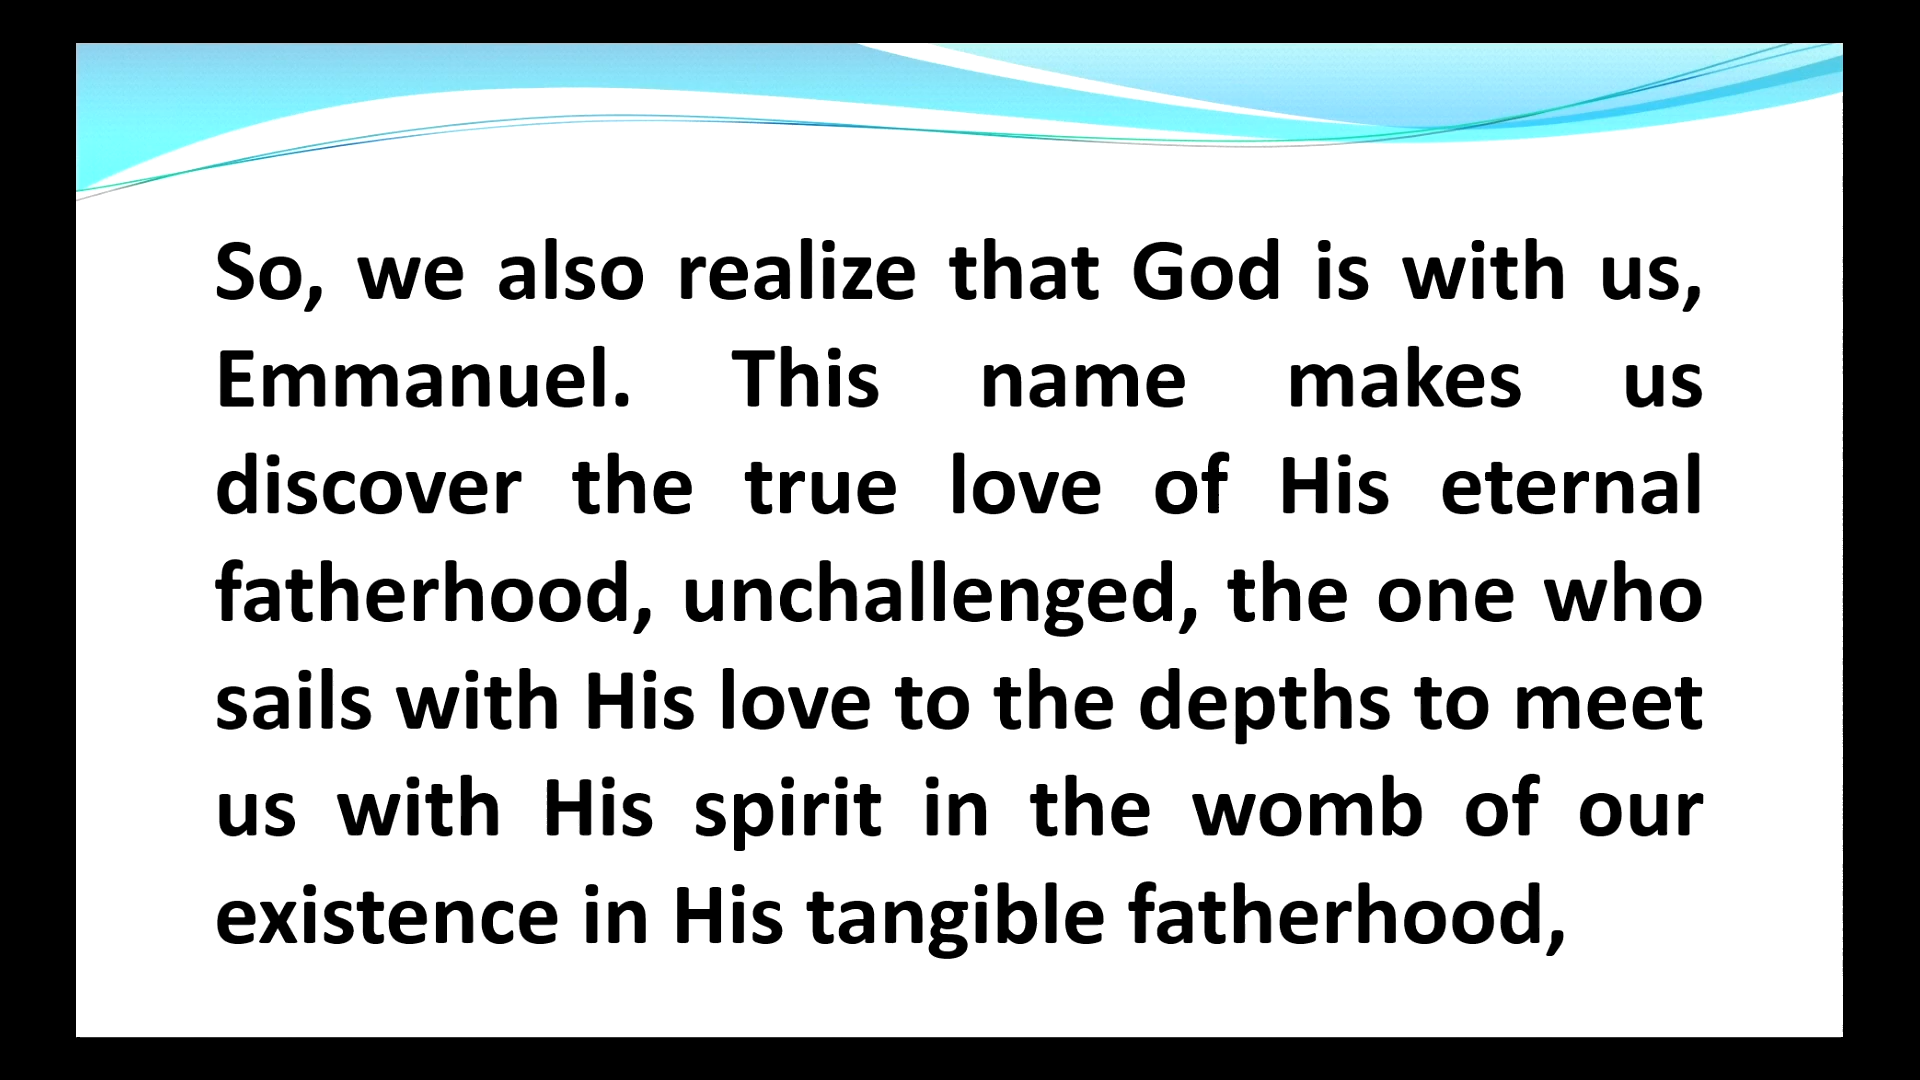 So, we also realize that God is with us,
Emmanuel. This name makes us
discover the true love of His eternal
fatherhood, unchallenged, the one who
sails with His love to the depths to meet
us with His spirit in the womb of our
existence in His tangible fatherhood,